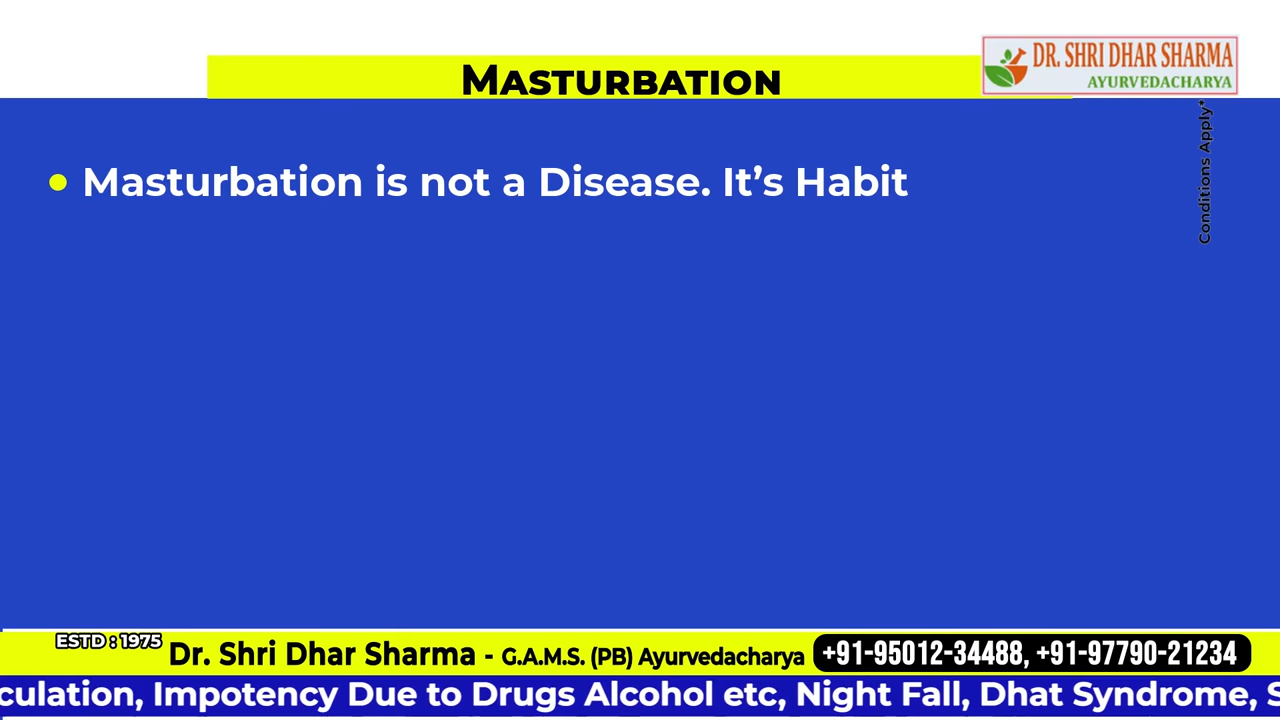 MASTURBATION
DR. SHRI DHAR SHARMA
AYURVEDACHARYA
Conditions Apply*
• Masturbation is not a Disease. It’s Habit
ESTD : 1975
Dr. Shri Dhar Sharma - G.A.M.S. (PB) Ayurvedacharya
+91-95012-34488, +91-97790-21234
culation, Impotency Due to Drugs Alcohol etc, Night Fall, Dhat Syndrome, S